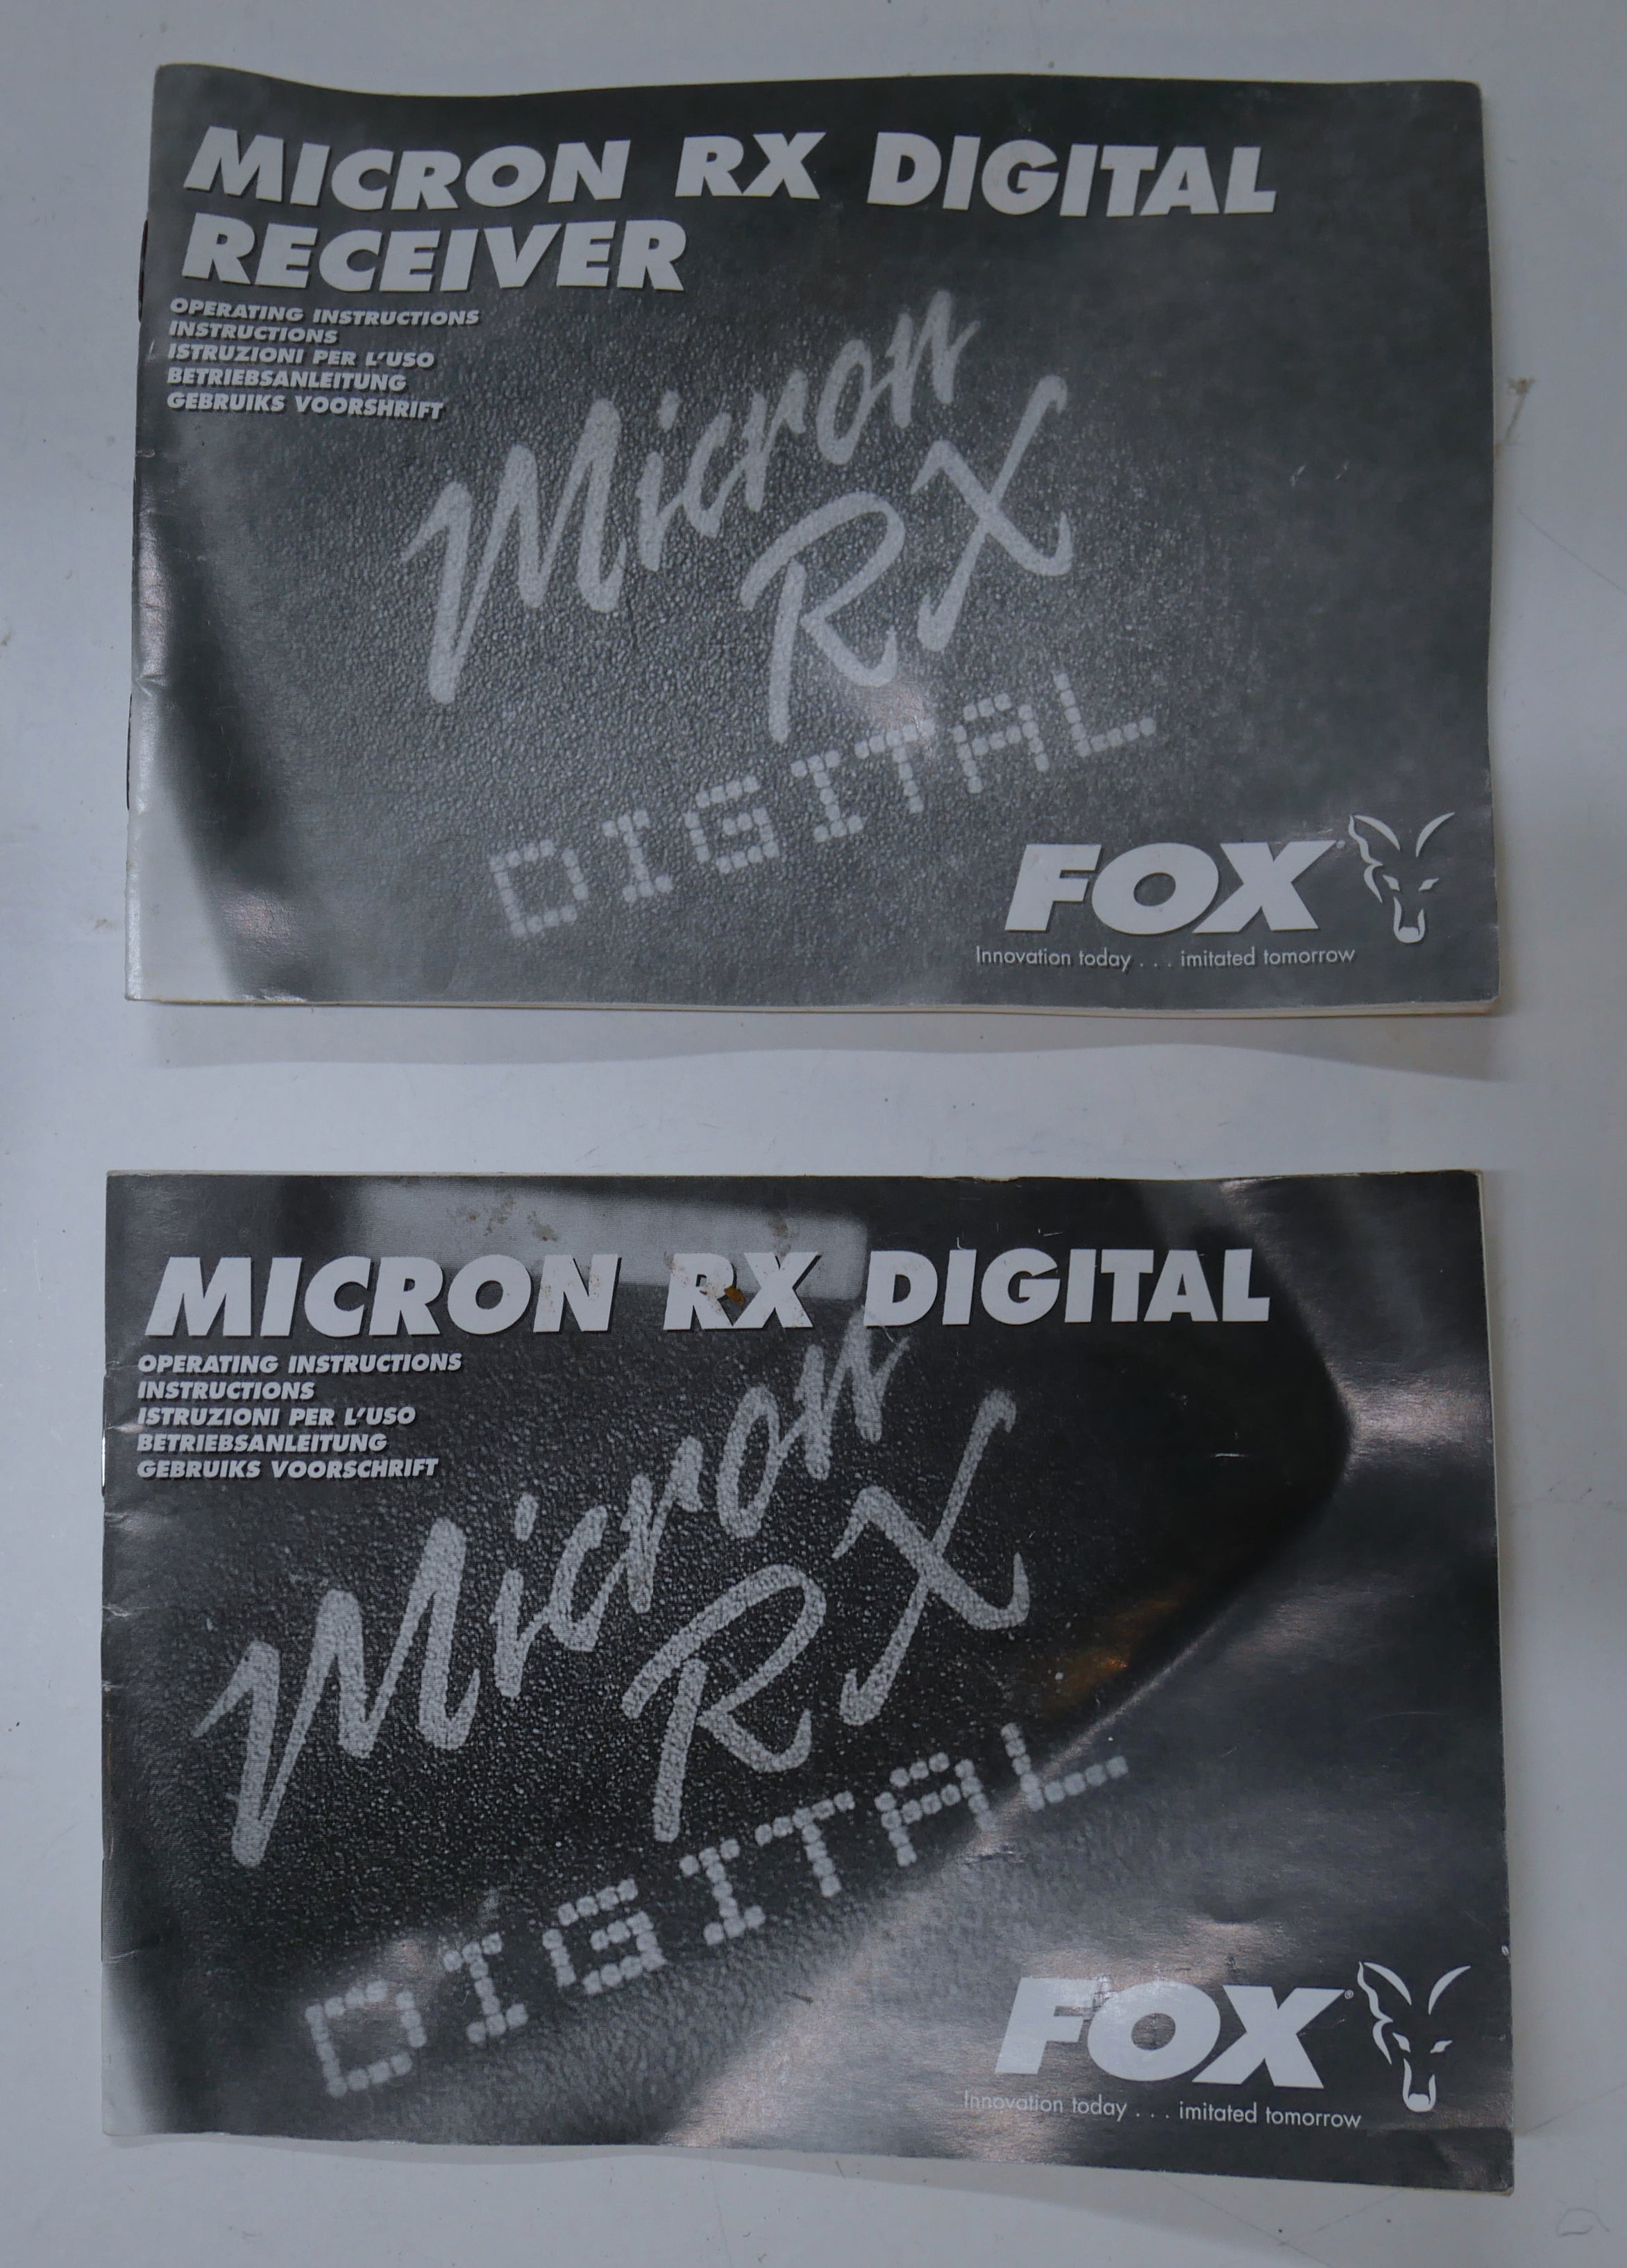 MICRON RX DIGITAL
RECEIVER
OPERATING INSTRUCTIONS
INSTRUCTIONS
ISTRUZIONI PER L'USO
BETRIEBSANLEITUNG
GEBRUIKS VOORSHRIFT
Micron
RX
DIGITAL
FOX®
Innovation today . . . imitated tomorrow
MICRON RX DIGITAL
OPERATING INSTRUCTIONS
INSTRUCTIONS
ISTRUZIONI PER L'USO
BETRIEBSANLEITUNG
GEBRUIKS VOORSCHRIFT
Micron
RX
DIGITAL
FOX®
Innovation today . . . imitated tomorrow